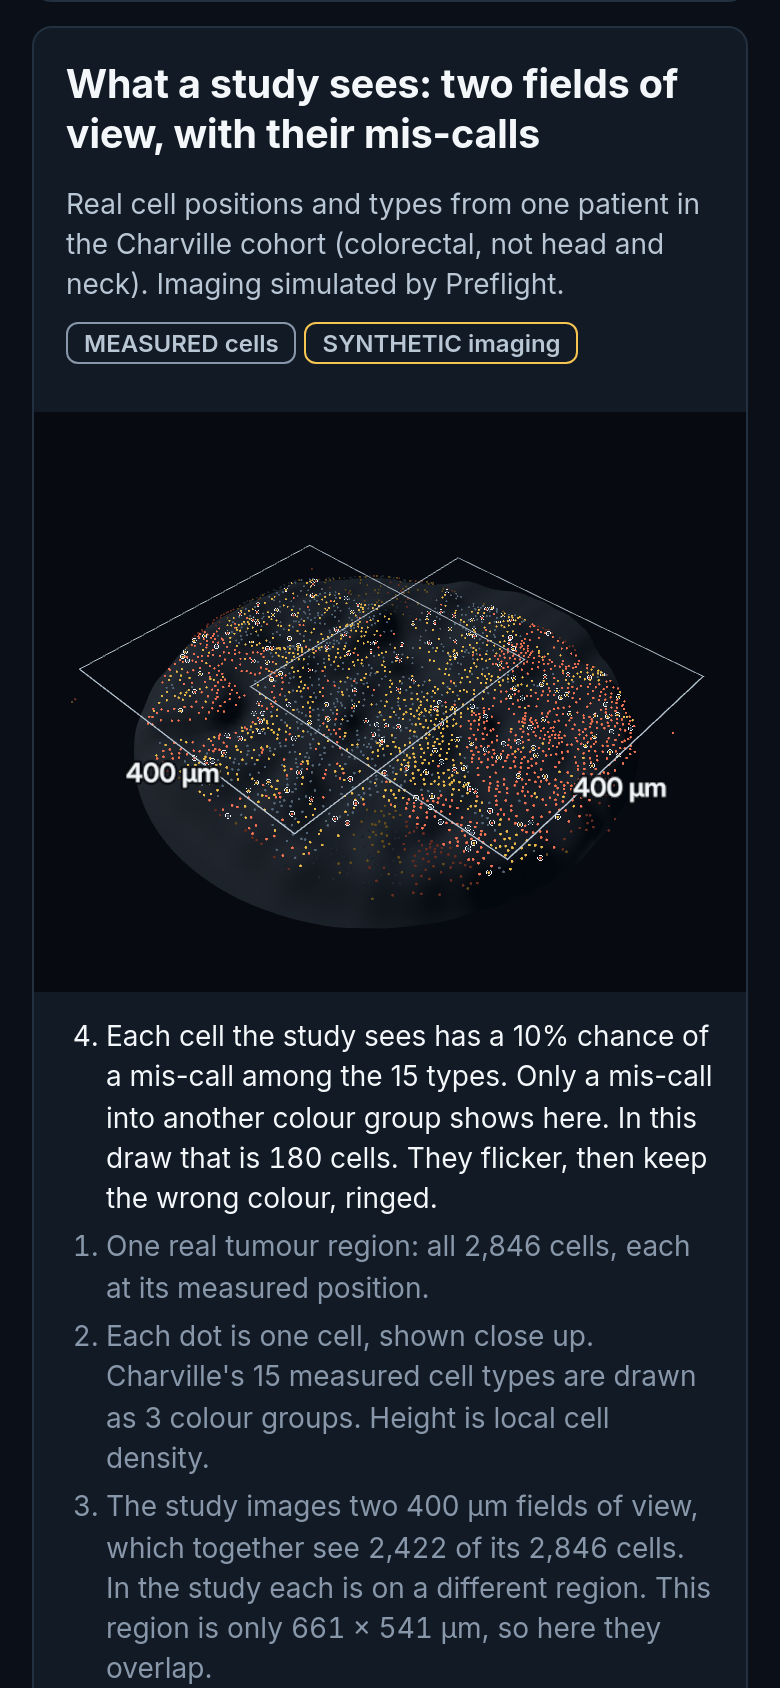 What a study sees: two fields of
view, with their mis-calls
Real cell positions and types from one patient in
the Charville cohort (colorectal, not head and
neck). Imaging simulated by Preflight.
MEASURED cells SYNTHETIC imaging
400 µm
400 µm
4. Each cell the study sees has a 10% chance of
a mis-call among the 15 types. Only a mis-call
into another colour group shows here. In this
draw that is 180 cells. They flicker, then keep
the wrong colour, ringed.
1. One real tumour region: all 2,846 cells, each
at its measured position.
2. Each dot is one cell, shown close up.
Charville's 15 measured cell types are drawn
as 3 colour groups. Height is local cell
density.
3. The study images two 400 µm fields of view,
which together see 2,422 of its 2,846 cells.
In the study each is on a different region. This
region is only 661 × 541 µm, so here they
overlap.